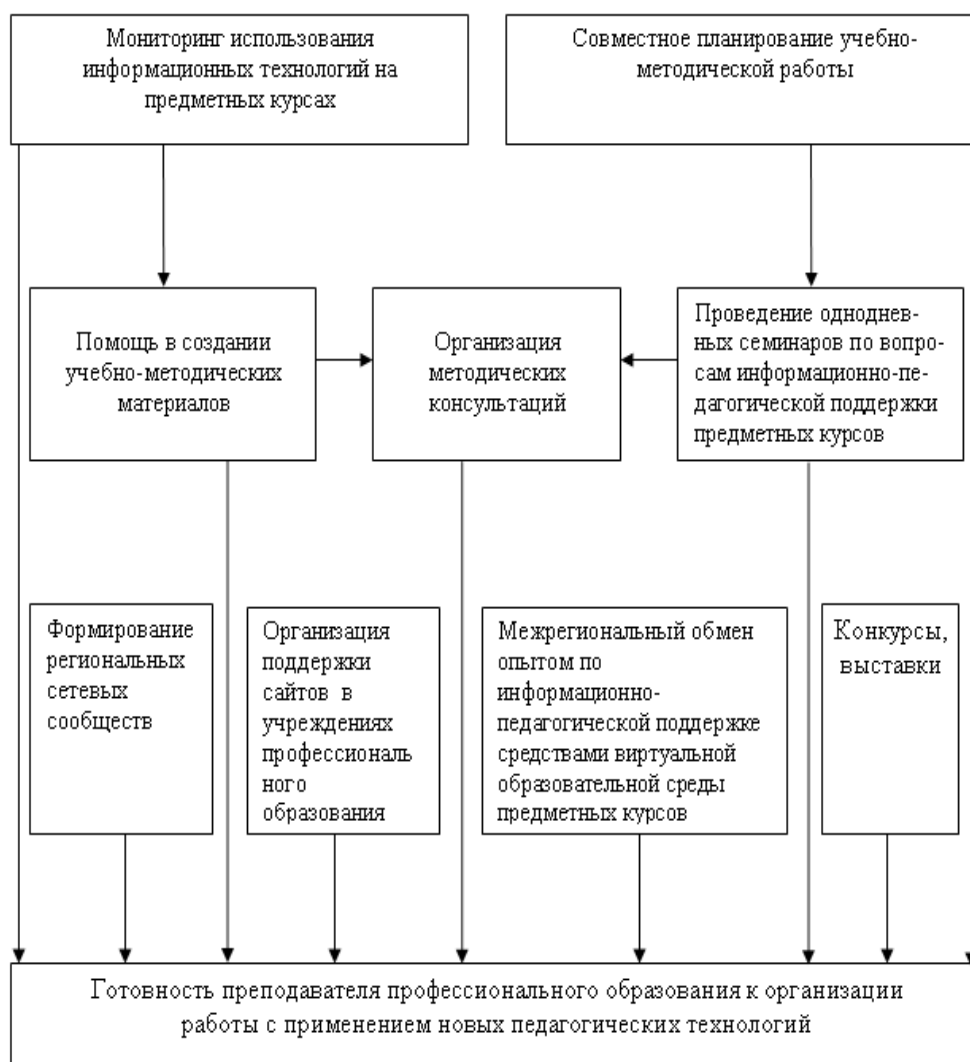 Мониторинг использования
информационных технологий на
предметных курсах
Совместное планирование учебно-
методической работы
Помощь в создании
учебно-методических
материалов
Организация
методических
консультаций
Проведение одноднев-
ных семинаров по вопро-
сам информационно-пе-
дагогической поддержки
предметных курсов
Формирование
региональных
сетевых
сообществ
Организация
поддержки
сайтов в
учреждениях
профессиональ
ного
образования
Межрегиональный обмен
опытом по
информационно-
педагогической поддержке
средствами виртуальной
образовательной среды
предметных курсов
Конкурсы,
выставки
Готовность преподавателя профессионального образования к организации
работы с применением новых педагогических технологий